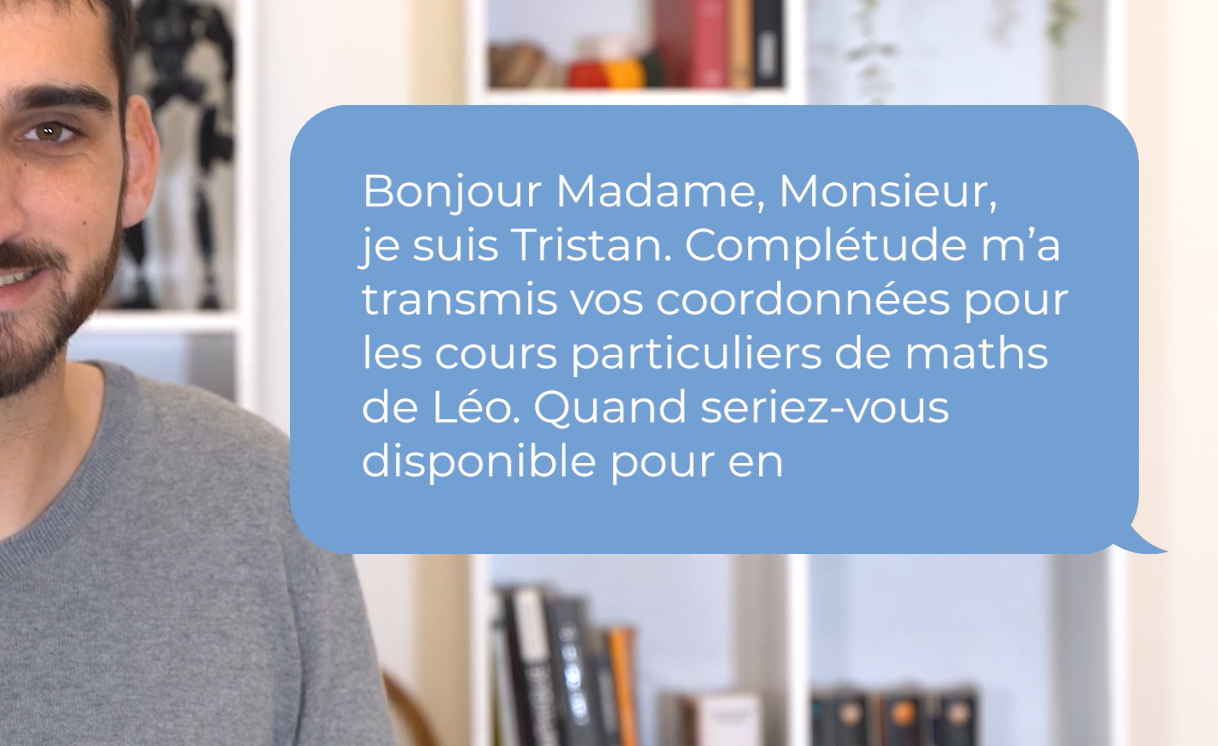 Bonjour Madame, Monsieur,
je suis Tristan. Complétude m’a
transmis vos coordonnées pour
les cours particuliers de maths
de Léo. Quand seriez-vous
disponible pour en